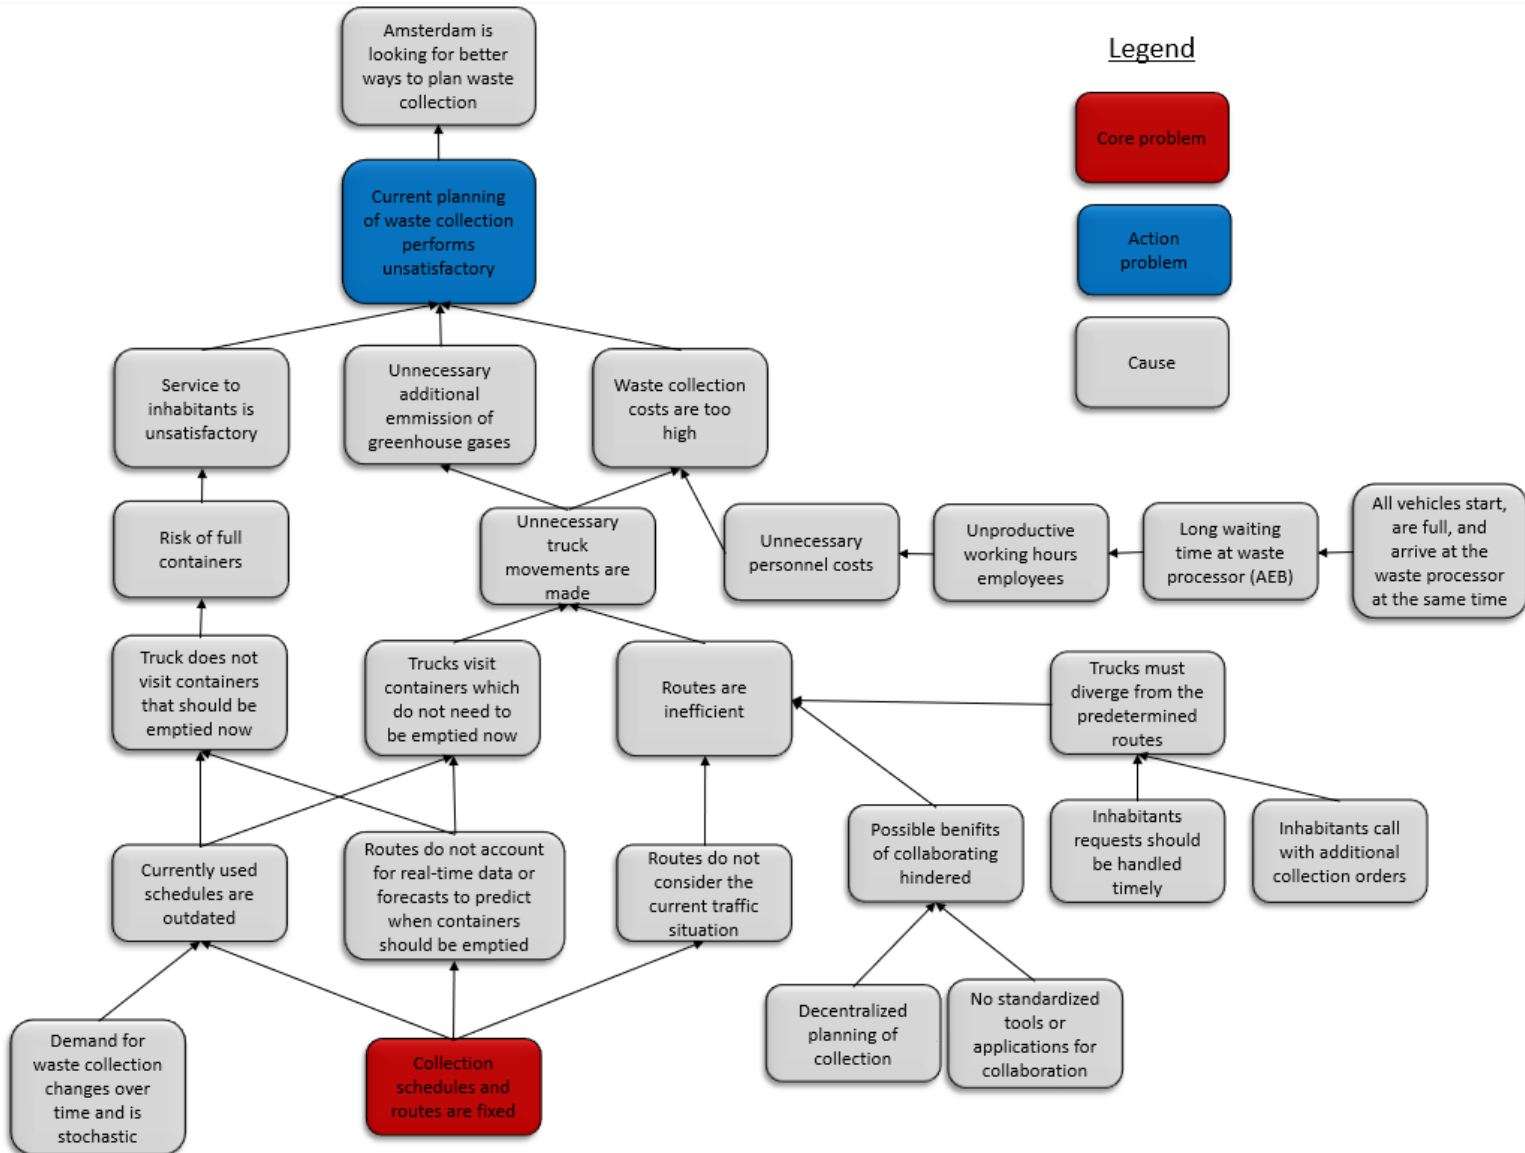 Amsterdam is
looking for better
ways to plan waste
collection
Legend
Core problem
Current planning
of waste collection
performs
unsatisfactory
Action
problem
Cause
Service to
inhabitants is
unsatisfactory
Unnecessary
additional
emmission of
greenhouse gases
Waste collection
costs are too
high
Risk of full
containers
Unnecessary
truck
movements are
made
Unnecessary
personnel costs
Unproductive
working hours
employees
Long waiting
time at waste
processor (AEB)
All vehicles start,
are full, and
arrive at the
waste processor
at the same time
Truck does not
visit containers
that should be
emptied now
Trucks visit
containers which
do not need to
be emptied now
Routes are
inefficient
Trucks must
diverge from the
predetermined
routes
Currently used
schedules are
outdated
Routes do not account
for real-time data or
forecasts to predict
when containers
should be emptied
Routes do not
consider the
current traffic
situation
Possible benifits
of collaborating
hindered
Inhabitants
requests should
be handled
timely
Inhabitants call
with additional
collection orders
Demand for
waste collection
changes over
time and is
stochastic
Collection
schedules and
routes are fixed
Decentralized
planning of
collection
No standardized
tools or
applications for
collaboration